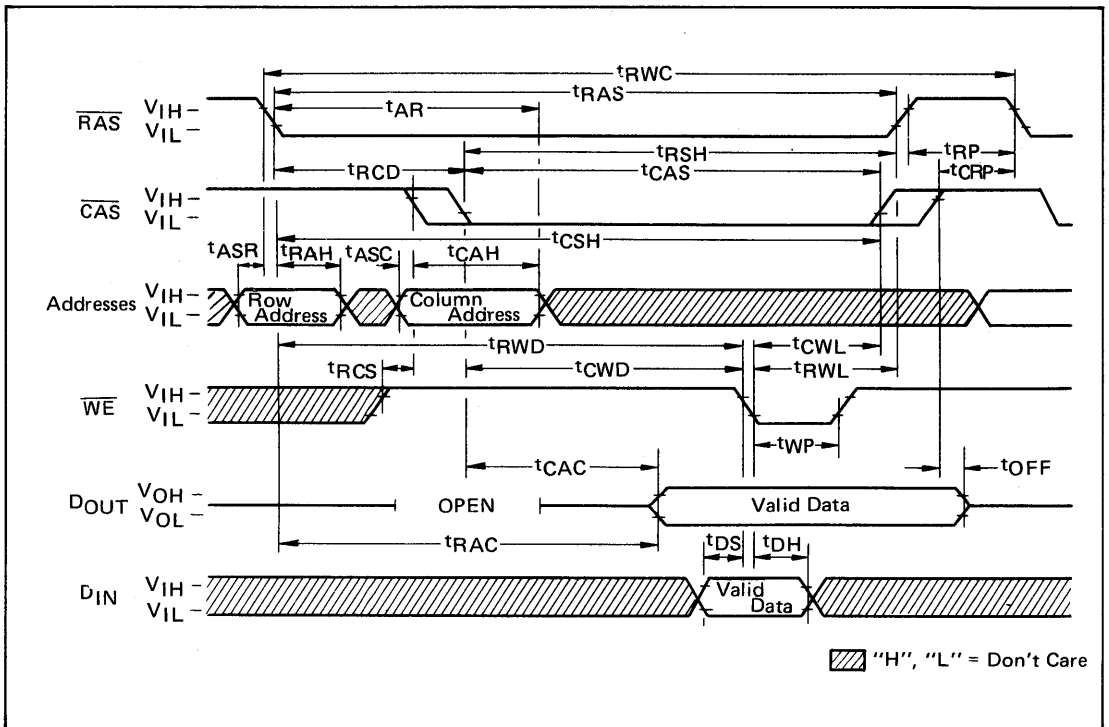 tRWC
tRAS
tAR
RAS
VIH
VIL
tRSH
tRP
tRCD
tCAS
tCRP
CAS
VIH
VIL
tCSH
tASR
tRAH
tASC
tCAH
Addresses
VIH
VIL
Row
Address
Column
Address
tRWD
tCWL
tRCS
tCWD
tRWL
WE
VIH
VIL
tWP
tCAC
tOFF
DOUT
VOH
VOL
OPEN
Valid Data
tRAC
tDS
tDH
DIN
VIH
VIL
Valid
Data
"H", "L" = Don't Care